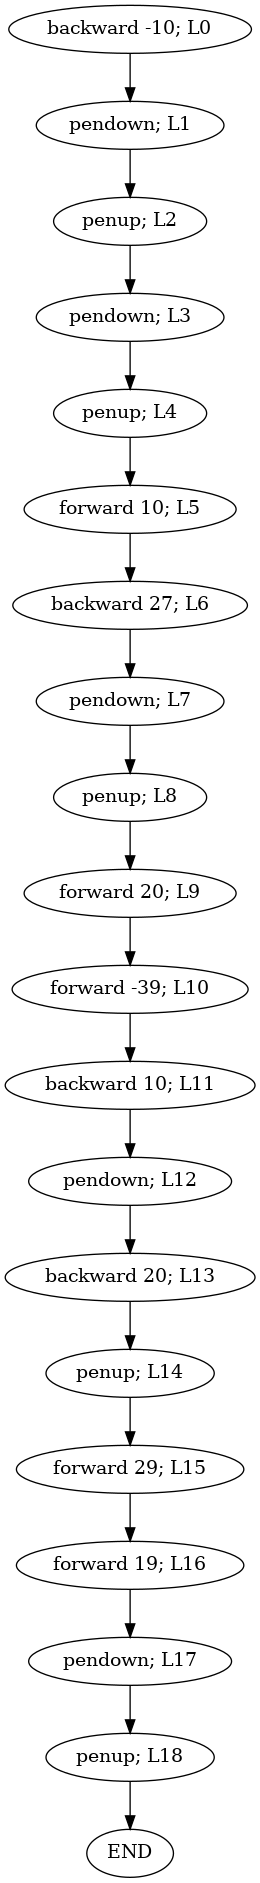 backward -10; L0
pendown; L1
penup; L2
pendown; L3
penup; L4
forward 10; L5
backward 27; L6
pendown; L7
penup; L8
forward 20; L9
forward -39; L10
backward 10; L11
pendown; L12
backward 20; L13
penup; L14
forward 29; L15
forward 19; L16
pendown; L17
penup; L18
END